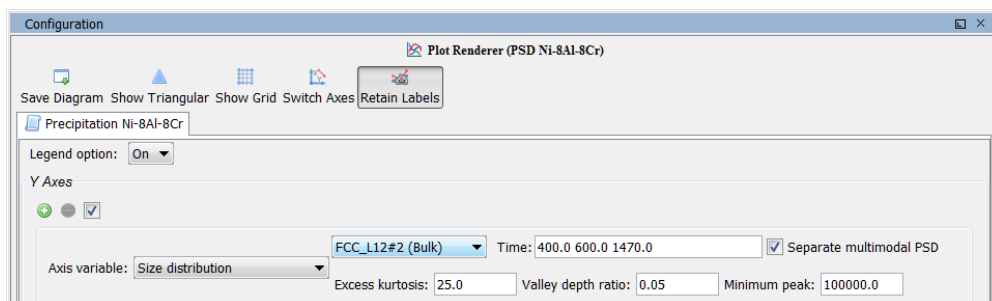 Configuration
Plot Renderer (PSD Ni-8Al-8Cr)
Save Diagram Show Triangular Show Grid Switch Axes Retain Labels
Precipitation Ni-8Al-8Cr
Legend option: On
Y Axes
FCC_L12#2 (Bulk) Time: 400.0 600.0 1470.0 Separate multimodal PSD
Axis variable: Size distribution
Excess kurtosis: 25.0 Valley depth ratio: 0.05 Minimum peak: 100000.0